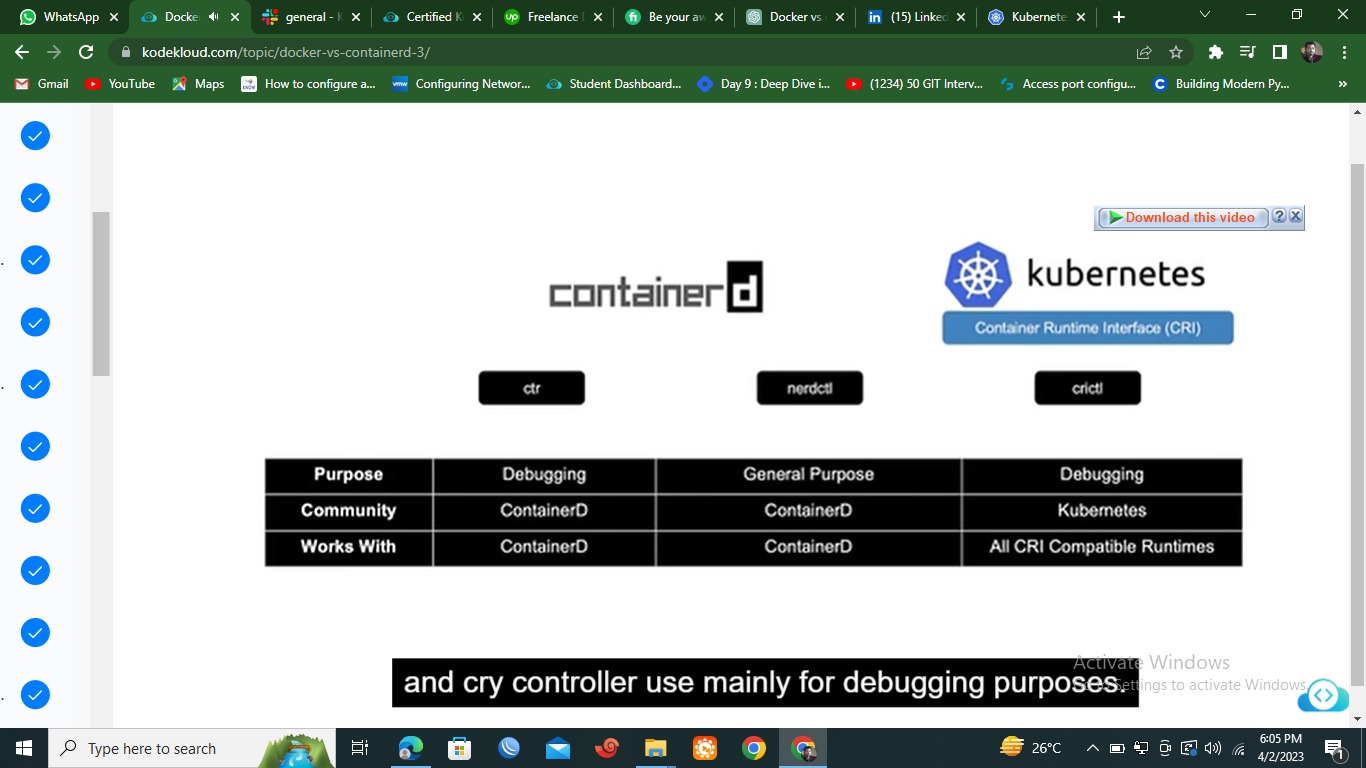 WhatsApp
Docke
general - K
Certified K
Freelance
Be your aw
Docker vs
(15) Linked
Kubernete
kodekloud.com/topic/docker-vs-containerd-3/
Gmail
YouTube
Maps
How to configure a...
Configuring Networ...
Student Dashboard...
Day 9 : Deep Dive i...
(1234) 50 GIT Interv...
Access port configu...
Building Modern Py...
»
Download this video ? X
containerd
kubernetes
Container Runtime Interface (CRI)
ctr nerdctl crictl
Purpose Debugging General Purpose Debugging
Community ContainerD ContainerD Kubernetes
Works With ContainerD ContainerD All CRI Compatible Runtimes
and cry controller use mainly for debugging purposes.
Activate Windows
Go to Settings to activate Windows.
Type here to search
26°C
6:05 PM
4/2/2023
1